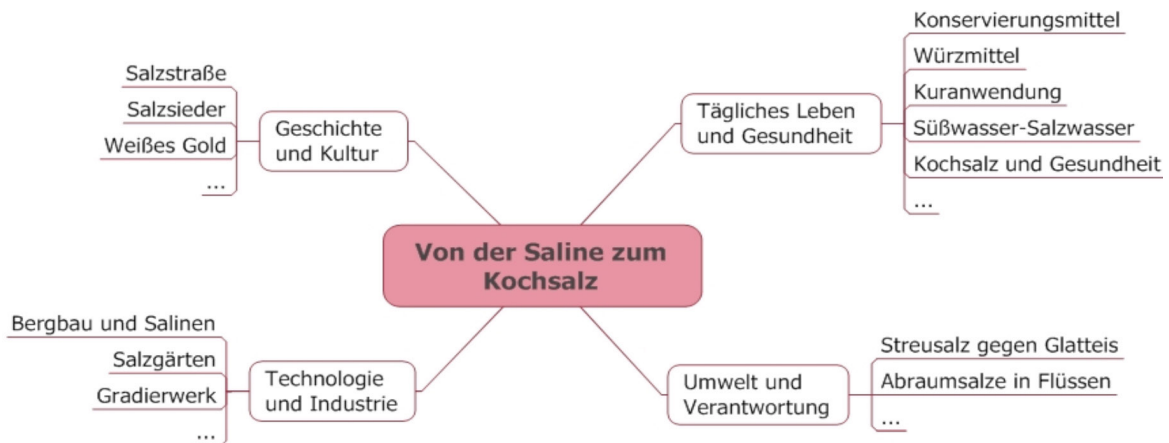 Salzstraße
Salzsieder
Weißes Gold
...
Geschichte
und Kultur
Tägliches Leben
und Gesundheit
Konservierungsmittel
Würzmittel
Kuranwendung
Süßwasser-Salzwasser
Kochsalz und Gesundheit
...
Von der Saline zum
Kochsalz
Bergbau und Salinen
Salzgärten
Gradierwerk
...
Technologie
und Industrie
Umwelt und
Verantwortung
Streusalz gegen Glatteis
Abraumsalze in Flüssen
...